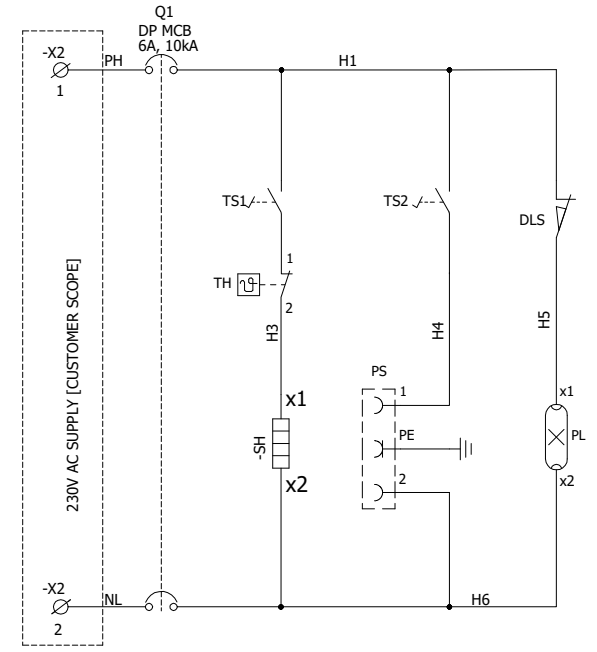 Q1
DP MCB
6A, 10kA
-X2
PH
H1
1
TS1
TS2
DLS
230V AC SUPPLY [CUSTOMER SCOPE]
1
TH
2
H3
H4
H5
PS
x1
1
x1
-SH
PE
PL
x2
2
x2
-X2
NL
H6
2